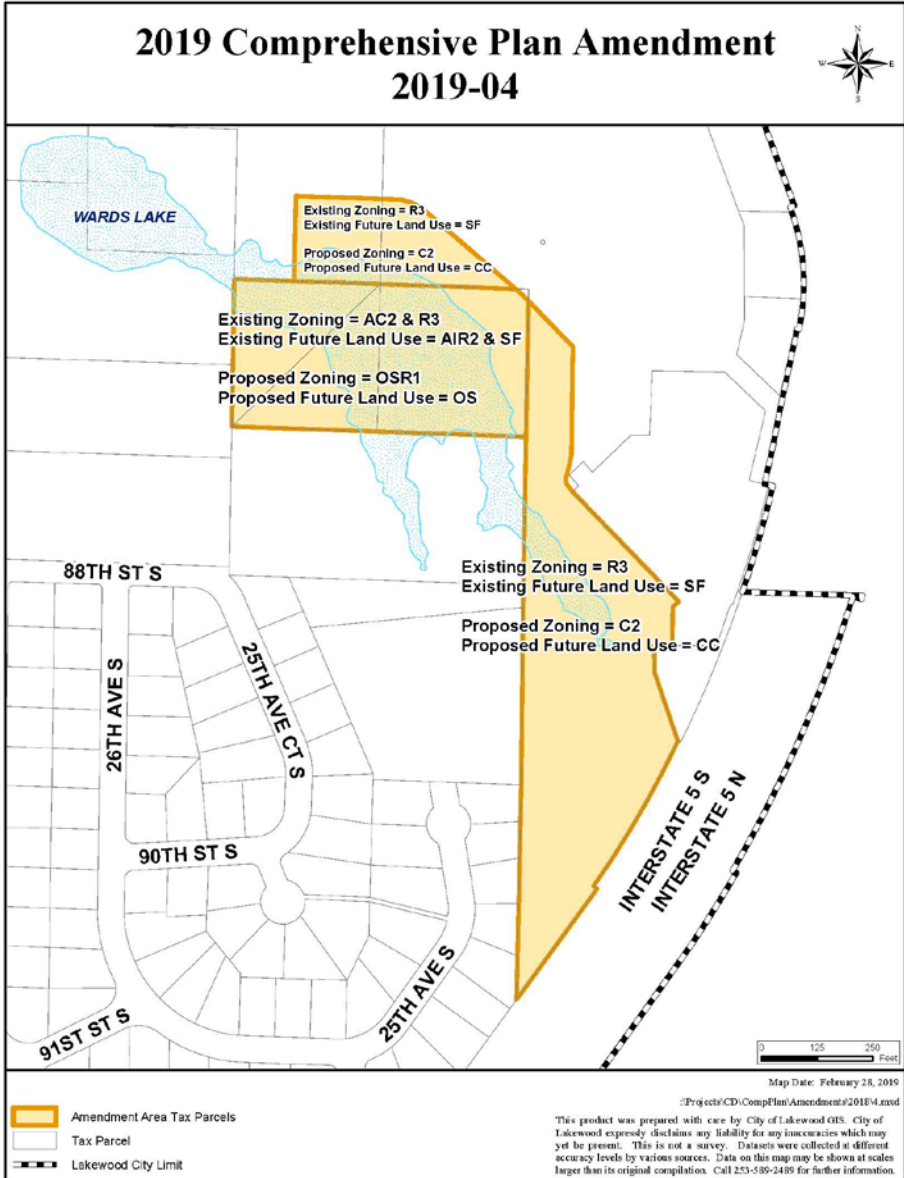 2019 Comprehensive Plan Amendment
2019-04
N
W
E
S
WARDS LAKE
Existing Zoning = R3
Existing Future Land Use = SF
Proposed Zoning = C2
Proposed Future Land Use = CC
Existing Zoning = AC2 & R3
Existing Future Land Use = AIR2 & SF
Proposed Zoning = OSR1
Proposed Future Land Use = OS
Existing Zoning = R3
Existing Future Land Use = SF
Proposed Zoning = C2
Proposed Future Land Use = CC
88TH ST S
26TH AVE S
25TH AVE CT S
90TH ST S
25TH AVE S
91ST ST S
INTERSTATE 5 S
INTERSTATE 5 N
0 125 250
Feet
Map Date: February 28, 2019
:\Projects\CD\CompPlan\Amendments\2018\4.mxd
Amendment Area Tax Parcels
Tax Parcel
Lakewood City Limit
This product was prepared with care by City of Lakewood GIS. City of
Lakewood expressly disclaims any liability for any inaccuracies which may
yet be present. This is not a survey. Datasets were collected at different
accuracy levels by various sources. Data on this map may be shown at scales
larger than its original compilation. Call 253-589-2489 for further information.